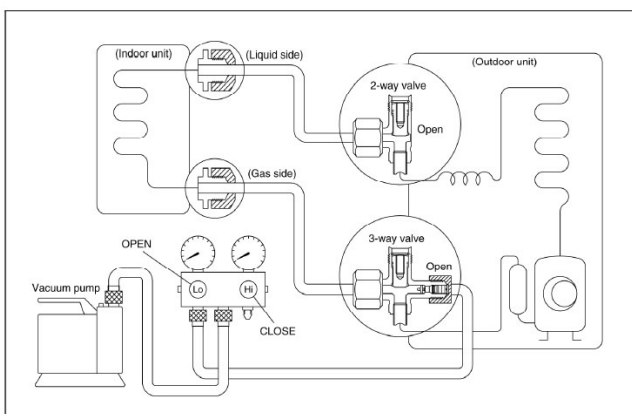 (Indoor unit)
(Liquid side)
(Outdoor unit)
2-way valve
Open
(Gas side)
3-way valve
Open
OPEN
Lo
Hi
CLOSE
Vacuum pump